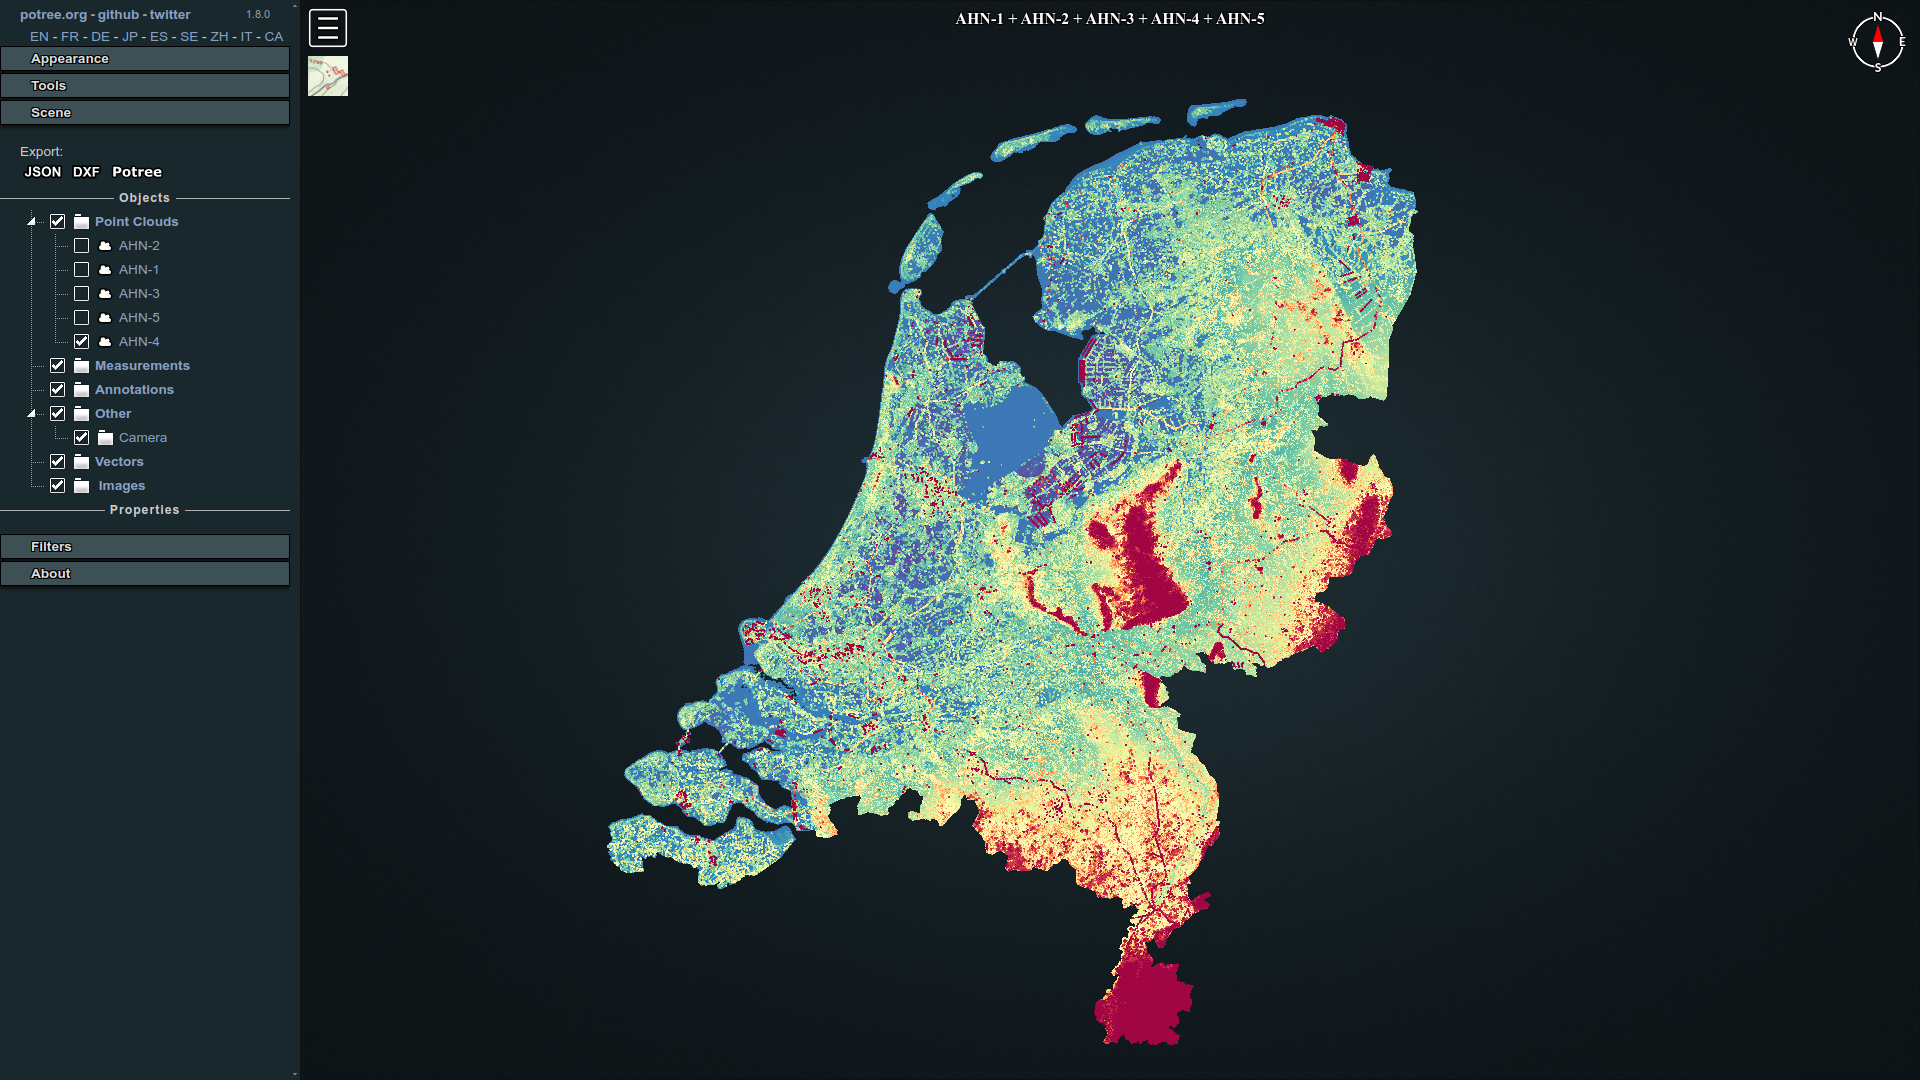 potree.org - github - twitter 1.8.0
EN - FR - DE - JP - ES - SE - ZH - IT - CA
Appearance
Tools
Scene
Export:
JSON DXF Potree
Objects
Point Clouds
AHN-2
AHN-1
AHN-3
AHN-5
AHN-4
Measurements
Annotations
Other
Camera
Vectors
Images
Properties
Filters
About
AHN-1 + AHN-2 + AHN-3 + AHN-4 + AHN-5
N
W E
S